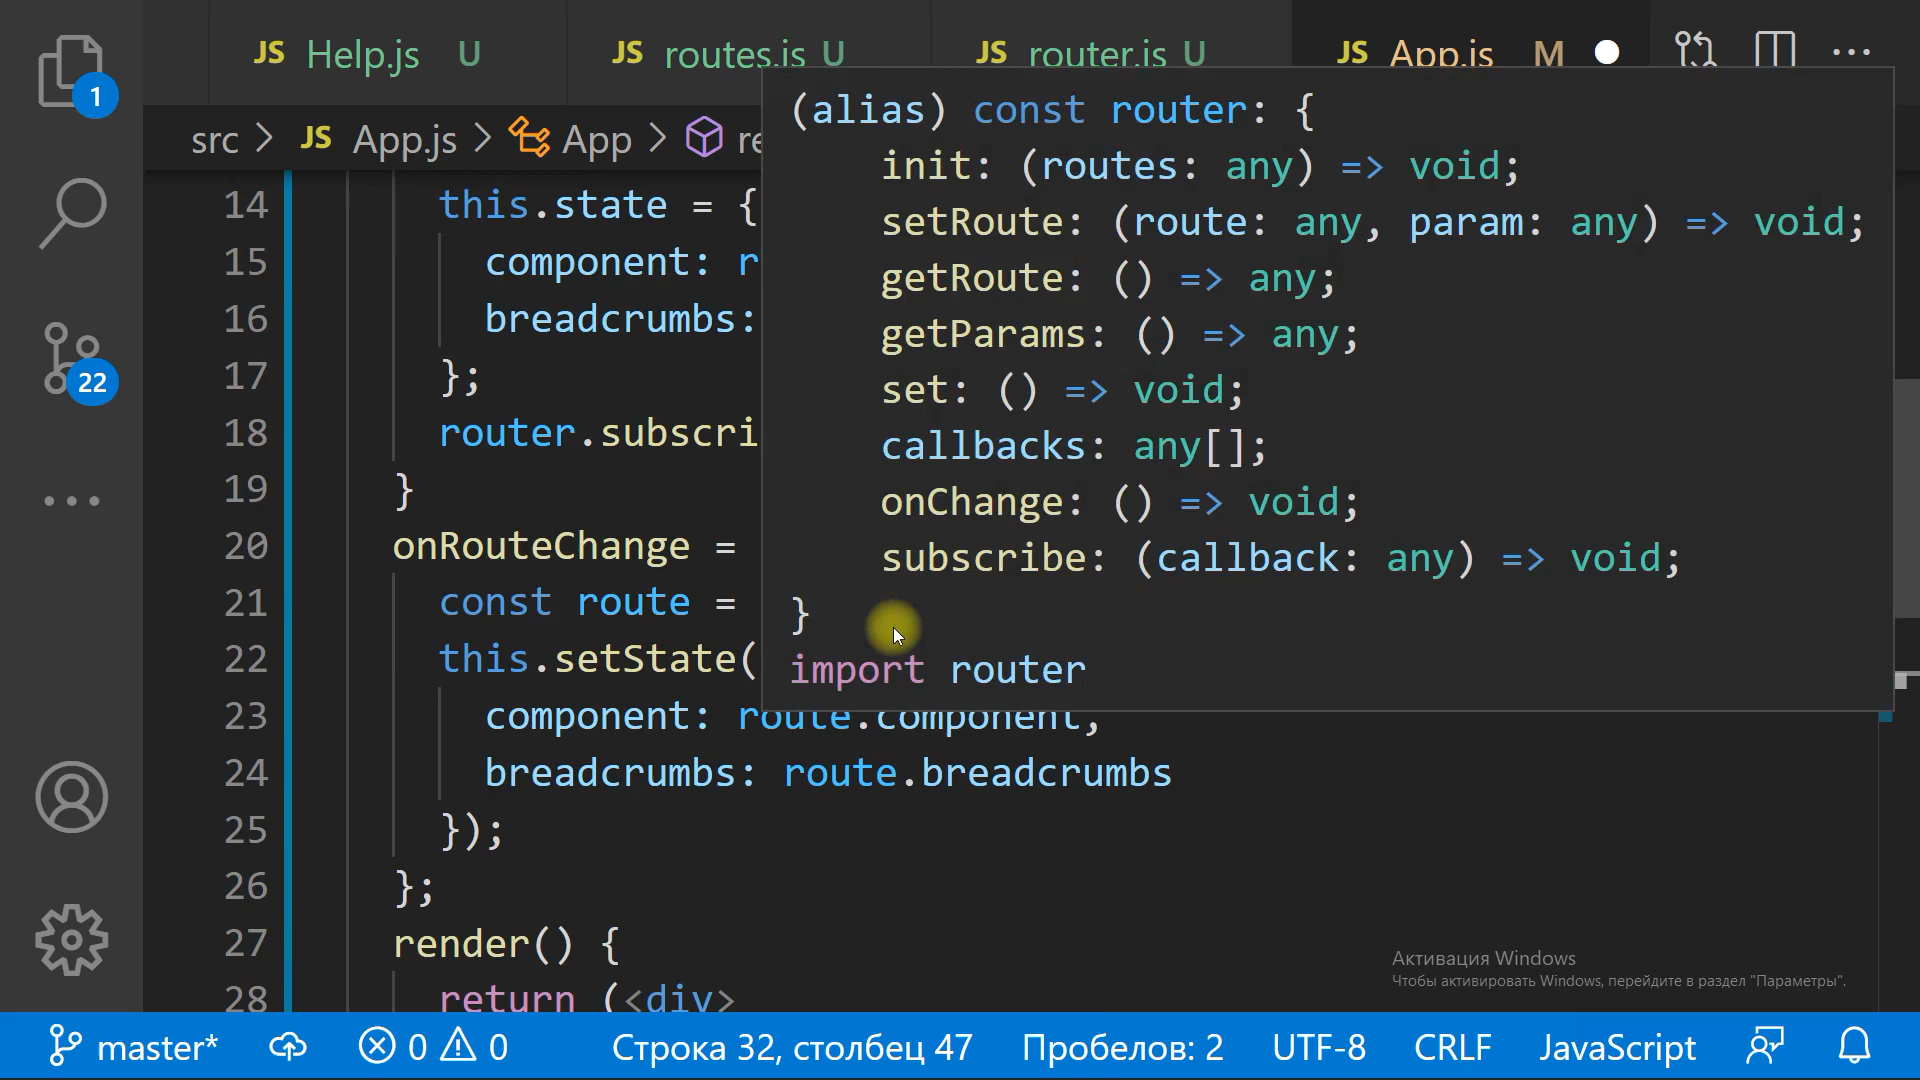 JS Help.js U JS routes.js U JS router.js U JS App.js M
1
src > JS App.js > App > re
(alias) const router: {
init: (routes: any) => void;
setRoute: (route: any, param: any) => void;
getRoute: () => any;
getParams: () => any;
set: () => void;
callbacks: any[];
onChange: () => void;
subscribe: (callback: any) => void;
}
import router
14 this.state = {
15 component: r
16 breadcrumbs:
17 };
18 router.subscri
19 }
20 onRouteChange =
21 const route =
22 this.setState(
23 component: route.component,
24 breadcrumbs: route.breadcrumbs
25 });
26 };
27 render() {
28 return (<div>
22
Активация Windows
Чтобы активировать Windows, перейдите в раздел "Параметры".
master* 0 0 Строка 32, столбец 47 Пробелов: 2 UTF-8 CRLF JavaScript